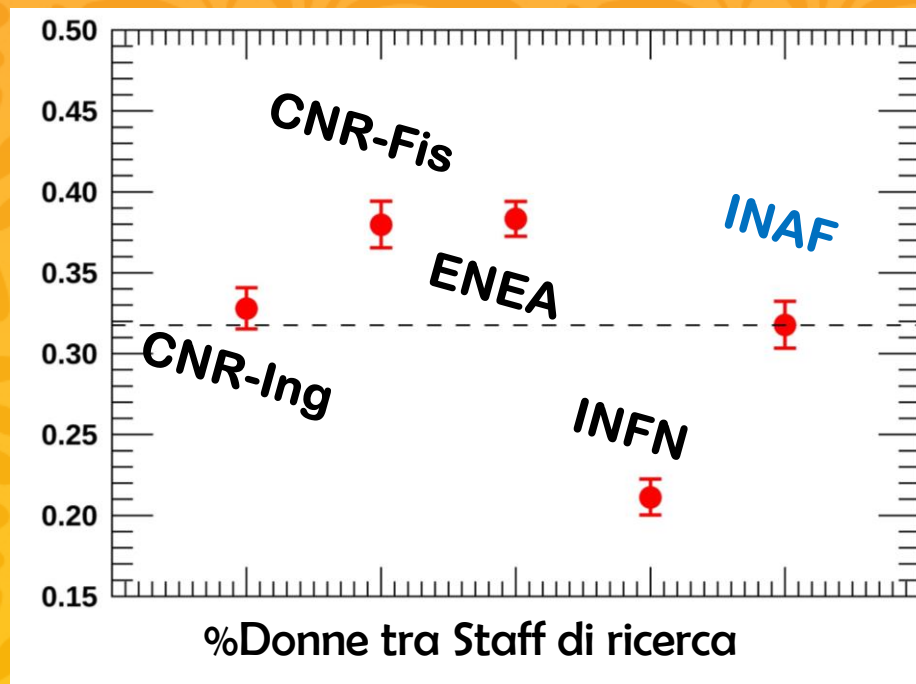 0.50
0.45
CNR-Fis
0.40
INAF
0.35
ENEA
0.30
CNR-Ing
0.25
INFN
0.20
0.15
%Donne tra Staff di ricerca